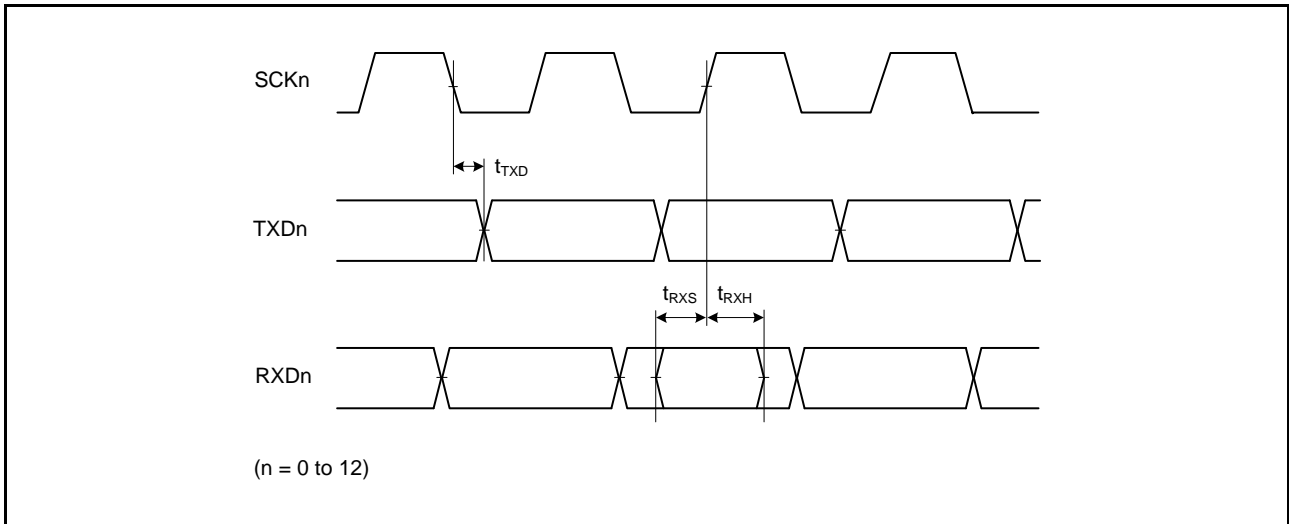 SCKn
tTXD
TXDn
tRXS tRXH
RXDn
(n = 0 to 12)